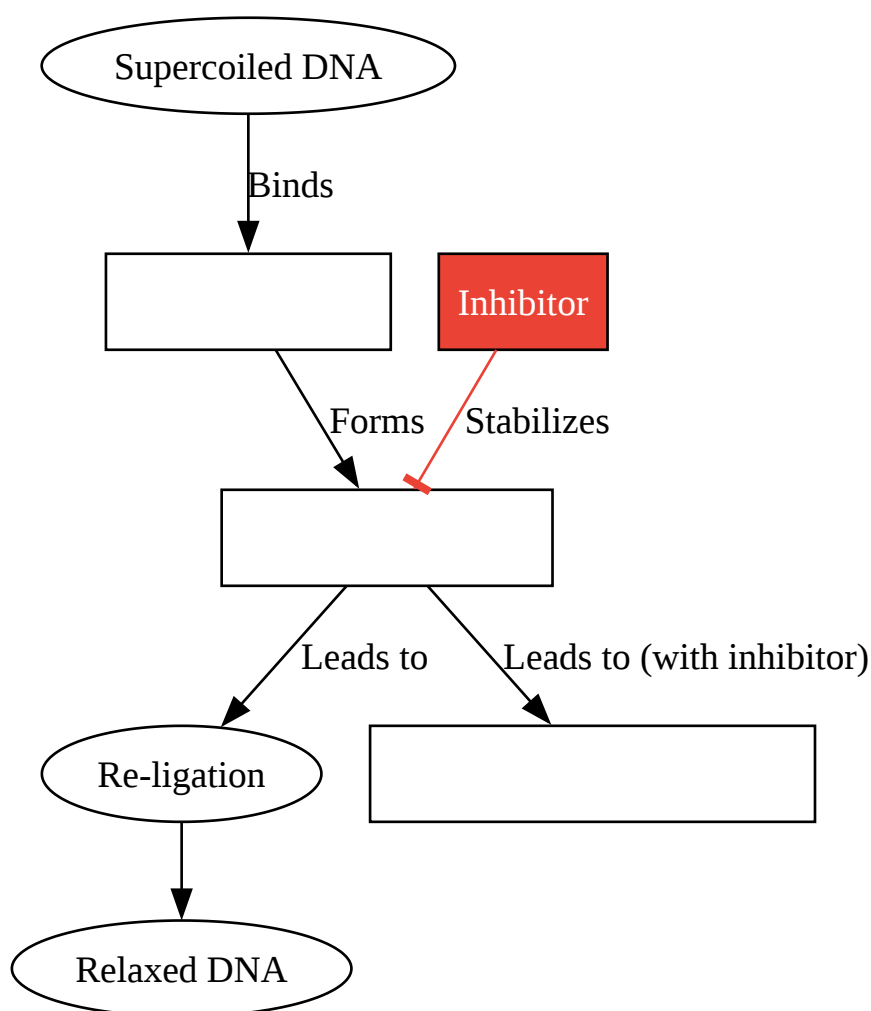 Supercoiled DNA
Binds
Inhibitor
Forms
Stabilizes
Leads to
Leads to (with inhibitor)
Re-ligation
Relaxed DNA